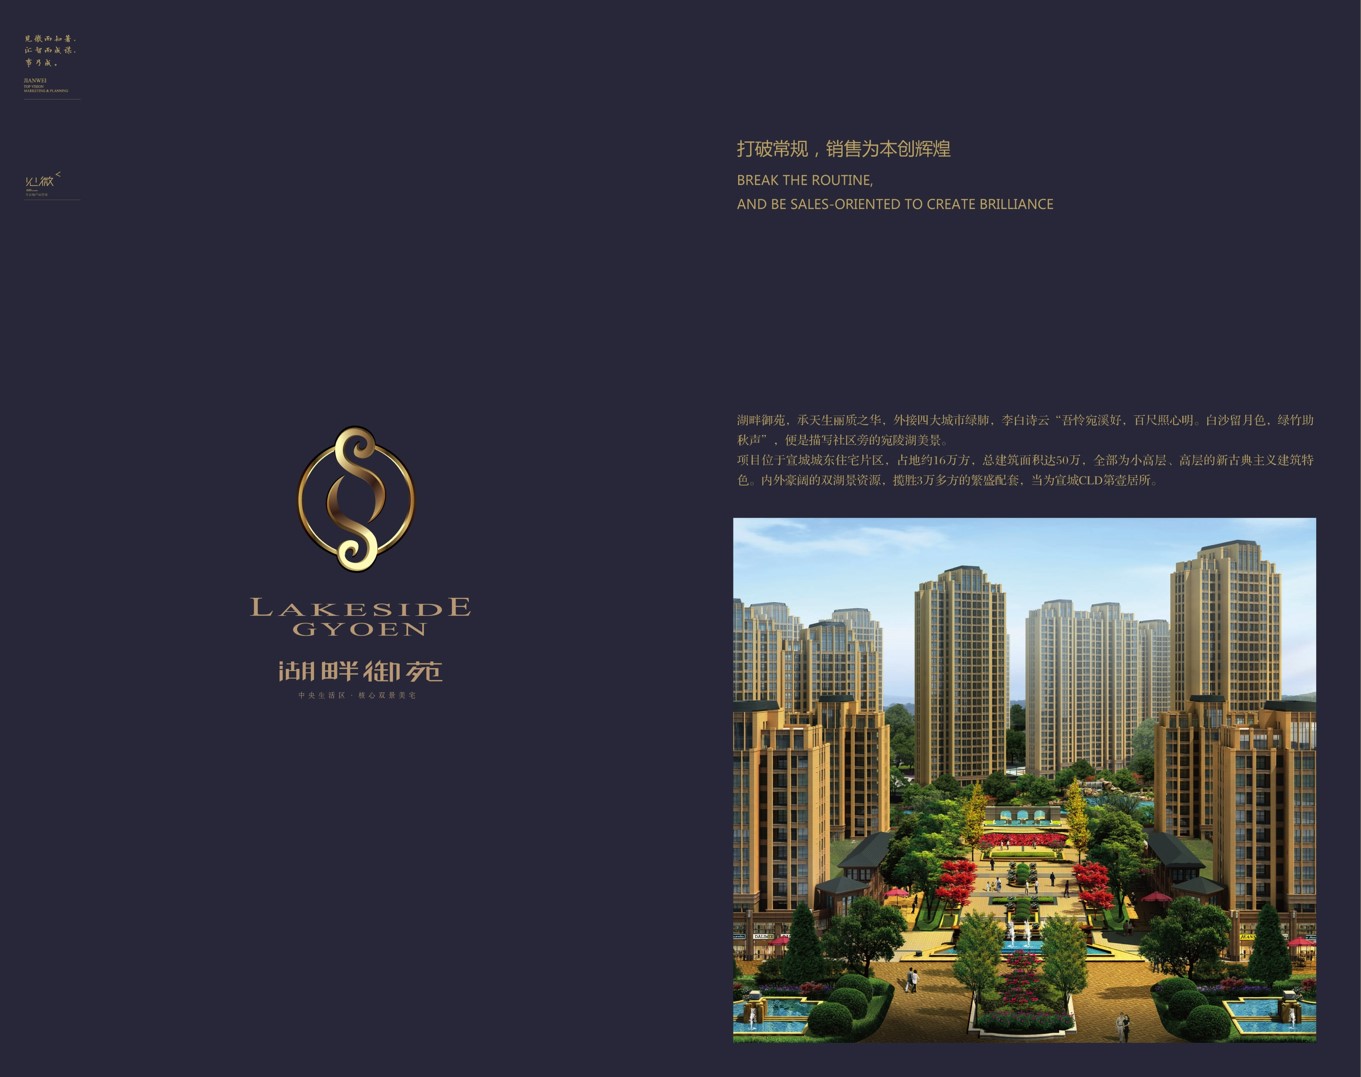 见微而知著，
汇智而成谋，
事乃成。
JIANWEI
TOP VISION
MARKETING & PLANNING
见微
打破常规，销售为本创辉煌
BREAK THE ROUTINE,
AND BE SALES-ORIENTED TO CREATE BRILLIANCE
湖畔御苑，承天生丽质之华，外接四大城市绿肺，李白诗云“吾怜宛溪好，百尺照心明。白沙留月色，绿竹助
秋声”，便是描写社区旁的宛陵湖美景。
项目位于宣城城东住宅片区，占地约16万方，总建筑面积达50万，全部为小高层、高层的新古典主义建筑特
色。内外豪阔的双湖景资源，揽胜3万多方的繁盛配套，当为宣城CLD第壹居所。
LAKESIDE
GYOEN
湖畔御苑
中央生活区·核心双景美宅